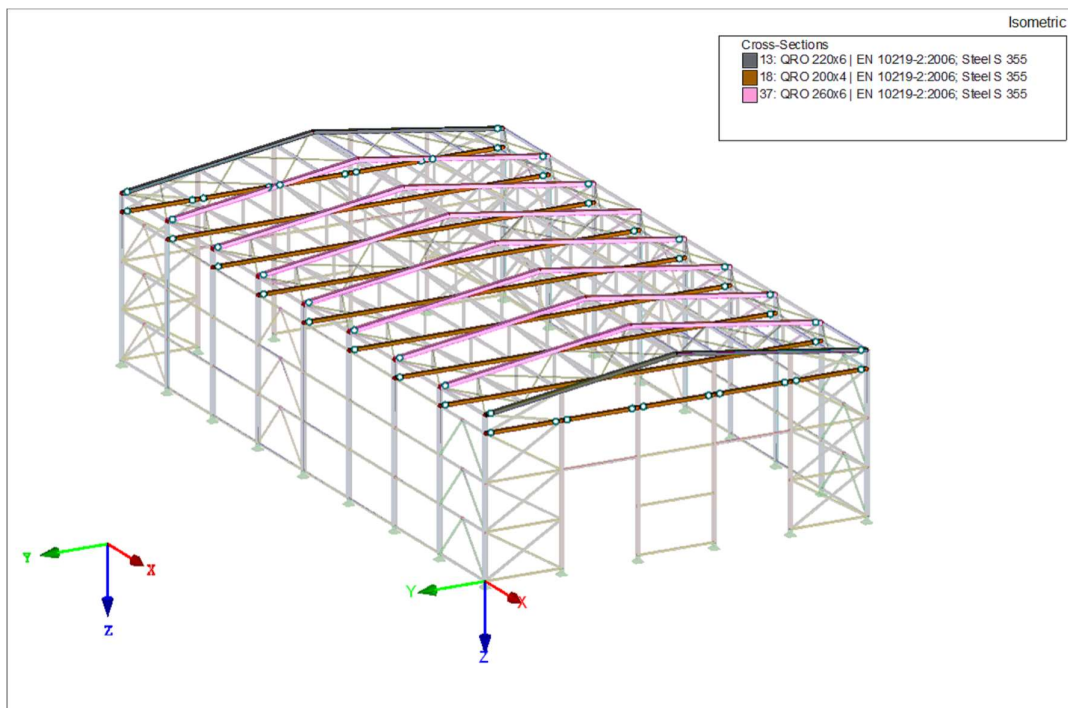 Isometric
Cross-Sections
13: QRO 220x6 | EN 10219-2:2006; Steel S 355
18: QRO 200x4 | EN 10219-2:2006; Steel S 355
37: QRO 260x6 | EN 10219-2:2006; Steel S 355
Y
X
Z
Y
X
Z